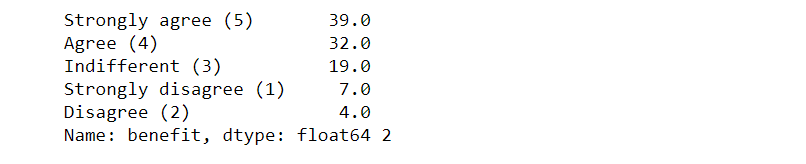 Strongly agree (5)       39.0
Agree (4)                32.0
Indifferent (3)          19.0
Strongly disagree (1)     7.0
Disagree (2)              4.0
Name: benefit, dtype: float64 2